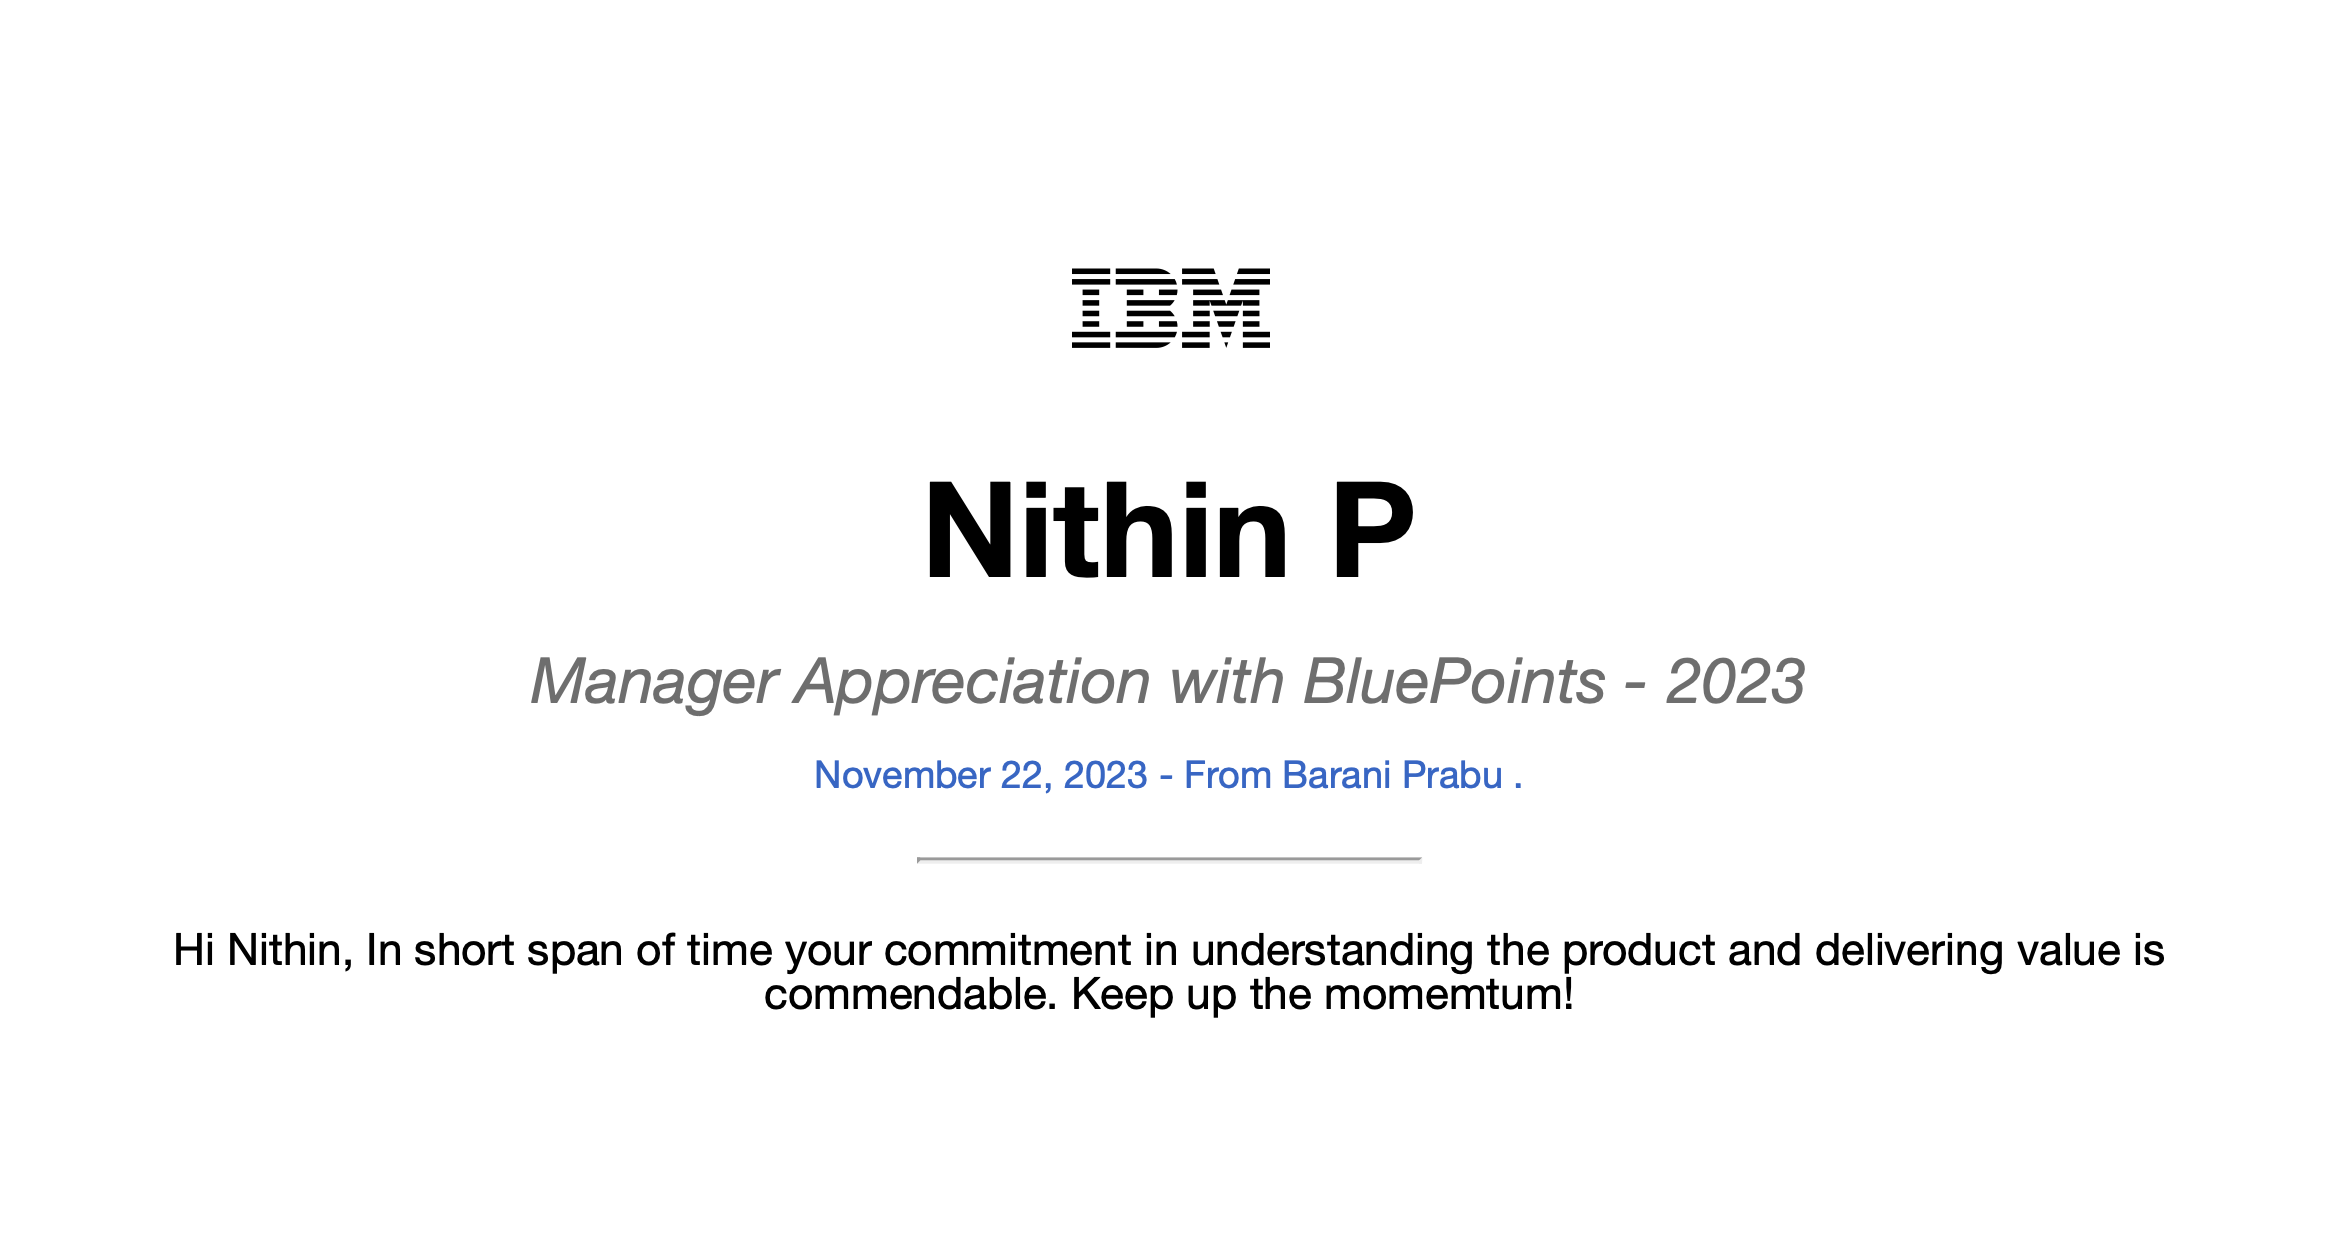 IBM
Nithin P
Manager Appreciation with BluePoints - 2023
November 22, 2023 - From Barani Prabu .
Hi Nithin, In short span of time your commitment in understanding the product and delivering value is
commendable. Keep up the momemtum!